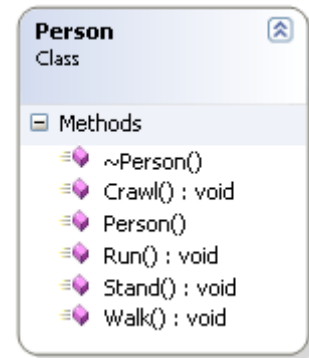 Person
Class
Methods
~Person()
Crawl() : void
Person()
Run() : void
Stand() : void
Walk() : void